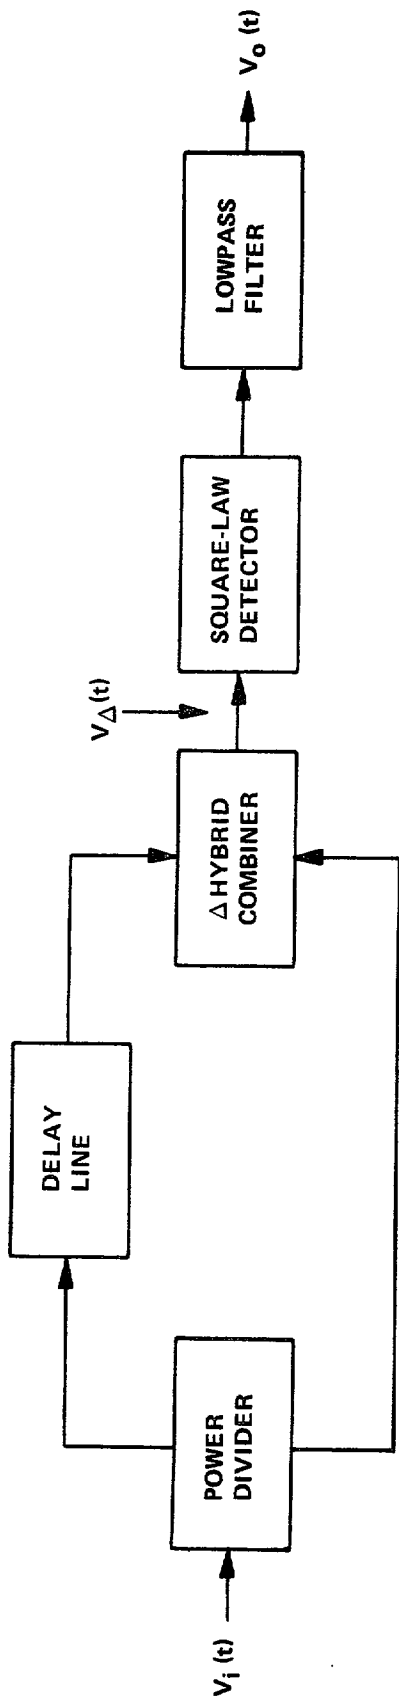 V_i (t)
POWER
DIVIDER
DELAY
LINE
Δ HYBRID
COMBINER
V_Δ (t)
SQUARE-LAW
DETECTOR
LOWPASS
FILTER
V_o (t)